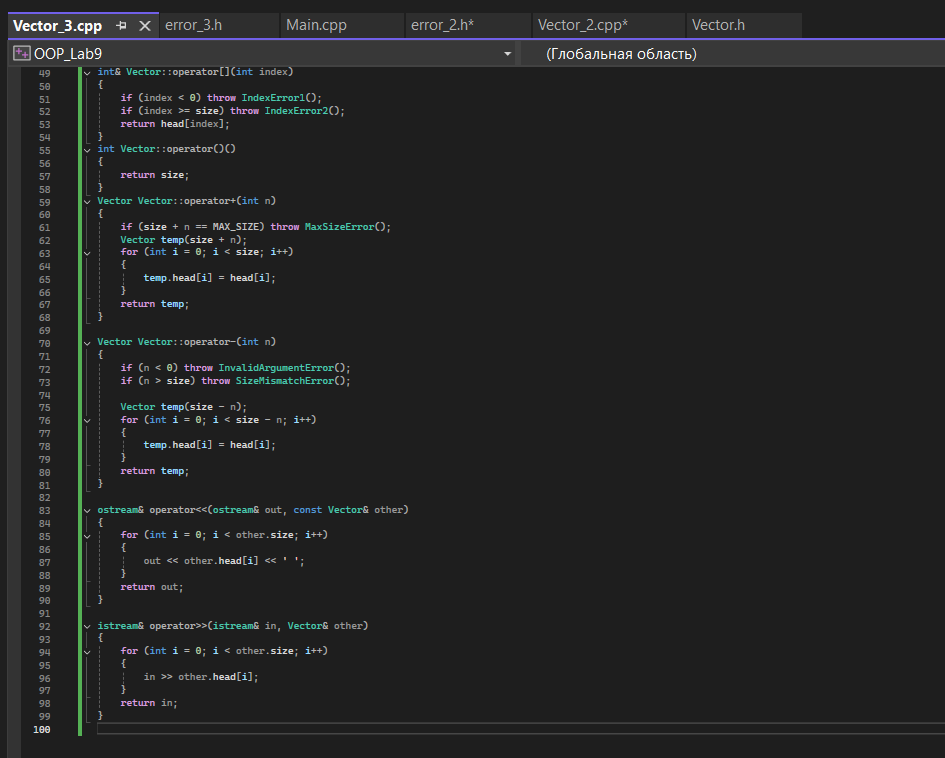 Vector_3.cpp error_3.h Main.cpp error_2.h* Vector_2.cpp* Vector.h
OOP_Lab9 (Глобальная область)
49 int& Vector::operator[](int index)
50 {
51 if (index < 0) throw IndexError1();
52 if (index >= size) throw IndexError2();
53 return head[index];
54 }
55 int Vector::operator()()
56 {
57 return size;
58 }
59 Vector Vector::operator+(int n)
60 {
61 if (size + n == MAX_SIZE) throw MaxSizeError();
62 Vector temp(size + n);
63 for (int i = 0; i < size; i++)
64 {
65 temp.head[i] = head[i];
66 }
67 return temp;
68 }
69
70 Vector Vector::operator-(int n)
71 {
72 if (n < 0) throw InvalidArgumentError();
73 if (n > size) throw SizeMismatchError();
74
75 Vector temp(size - n);
76 for (int i = 0; i < size - n; i++)
77 {
78 temp.head[i] = head[i];
79 }
80 return temp;
81 }
82
83 ostream& operator<<(ostream& out, const Vector& other)
84 {
85 for (int i = 0; i < other.size; i++)
86 {
87 out << other.head[i] << ' ';
88 }
89 return out;
90 }
91
92 istream& operator>>(istream& in, Vector& other)
93 {
94 for (int i = 0; i < other.size; i++)
95 {
96 in >> other.head[i];
97 }
98 return in;
99 }
100